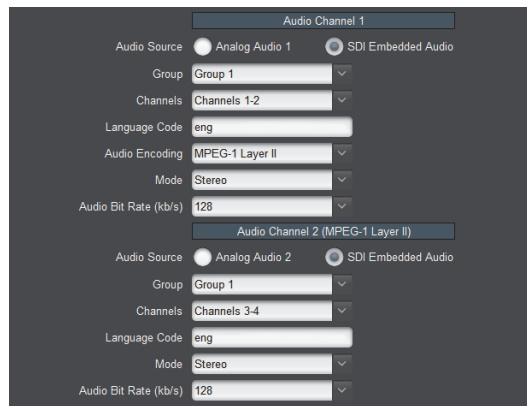 Audio Channel 1
Audio Source Analog Audio 1 SDI Embedded Audio
Group Group 1
Channels Channels 1-2
Language Code eng
Audio Encoding MPEG-1 Layer II
Mode Stereo
Audio Bit Rate (kb/s) 128
Audio Channel 2 (MPEG-1 Layer II)
Audio Source Analog Audio 2 SDI Embedded Audio
Group Group 1
Channels Channels 3-4
Language Code eng
Mode Stereo
Audio Bit Rate (kb/s) 128